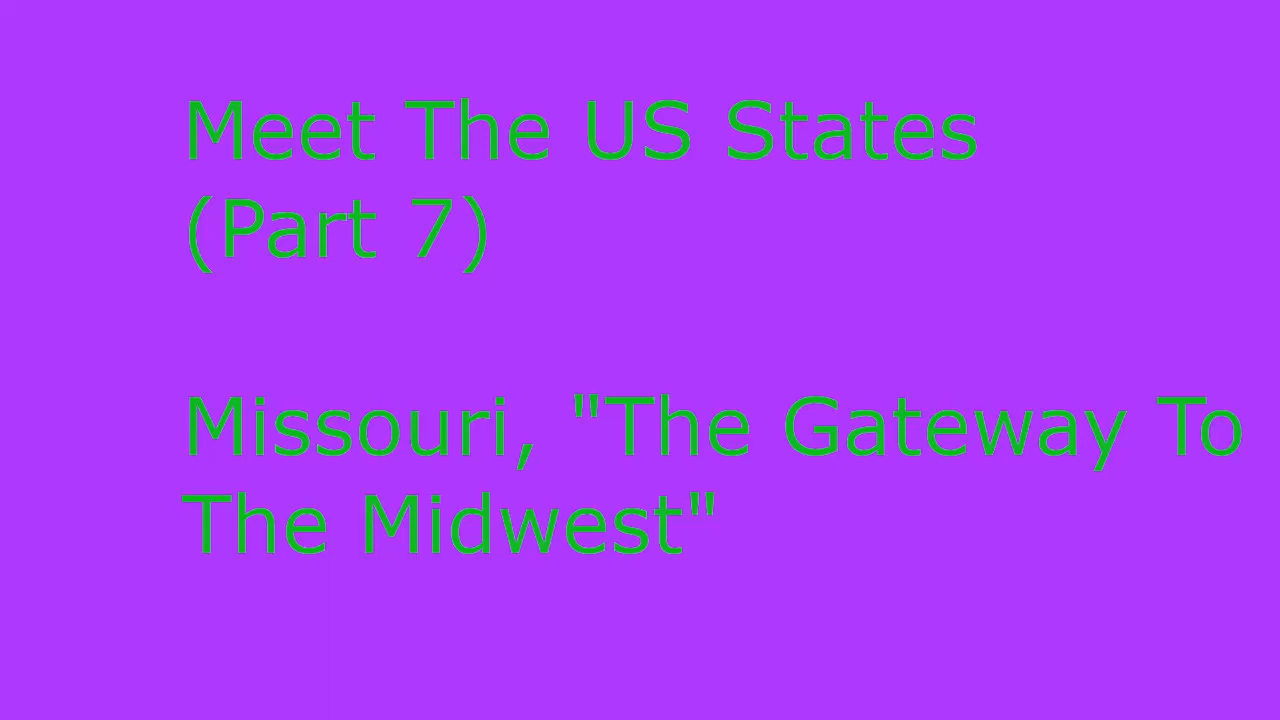 Meet The US States
(Part 7)
Missouri, "The Gateway To
The Midwest"